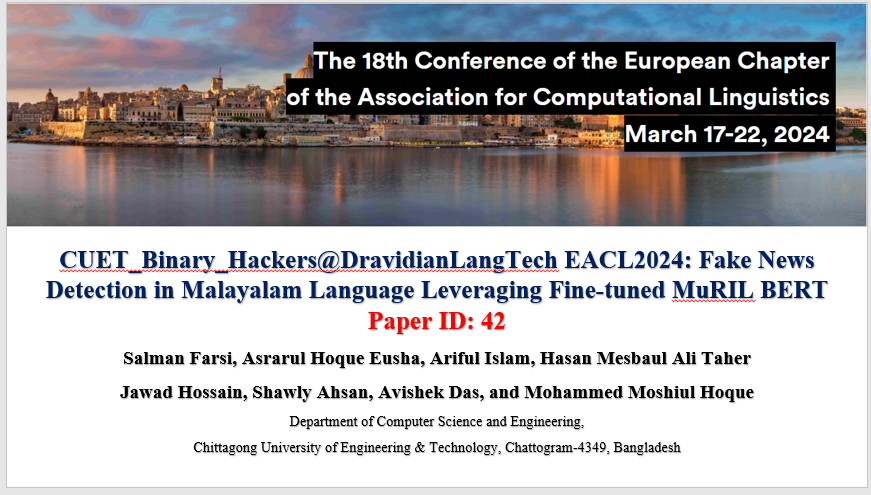 The 18th Conference of the European Chapter
of the Association for Computational Linguistics
March 17-22, 2024
CUET_Binary_Hackers@DravidianLangTech EACL2024: Fake News
Detection in Malayalam Language Leveraging Fine-tuned MuRIL BERT
Paper ID: 42
Salman Farsi, Asrarul Hoque Eusha, Ariful Islam, Hasan Mesbaul Ali Taher
Jawad Hossain, Shawly Ahsan, Avishek Das, and Mohammed Moshiul Hoque
Department of Computer Science and Engineering,
Chittagong University of Engineering & Technology, Chattogram-4349, Bangladesh